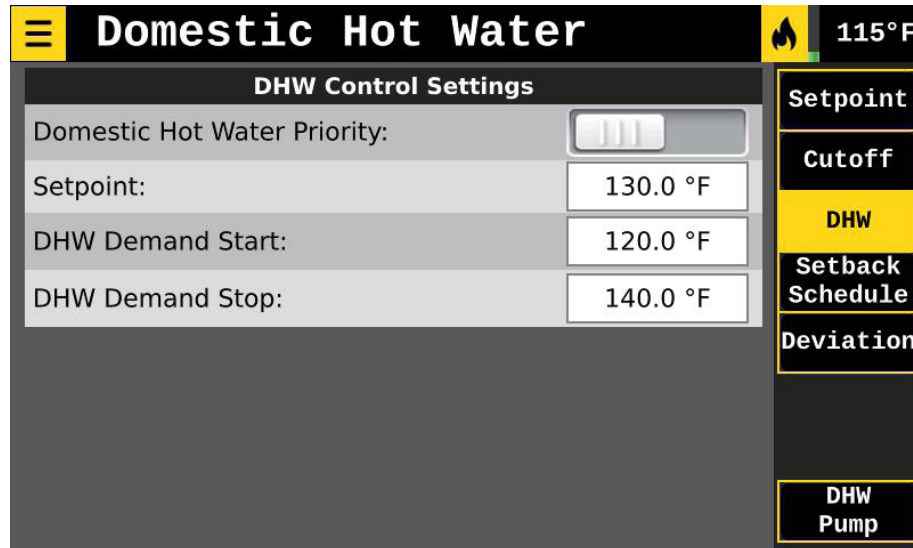 Domestic Hot Water
115°F
DHW Control Settings
Domestic Hot Water Priority:
Setpoint:
130.0 °F
DHW Demand Start:
120.0 °F
DHW Demand Stop:
140.0 °F
Setpoint
Cutoff
DHW
Setback
Schedule
Deviation
DHW
Pump